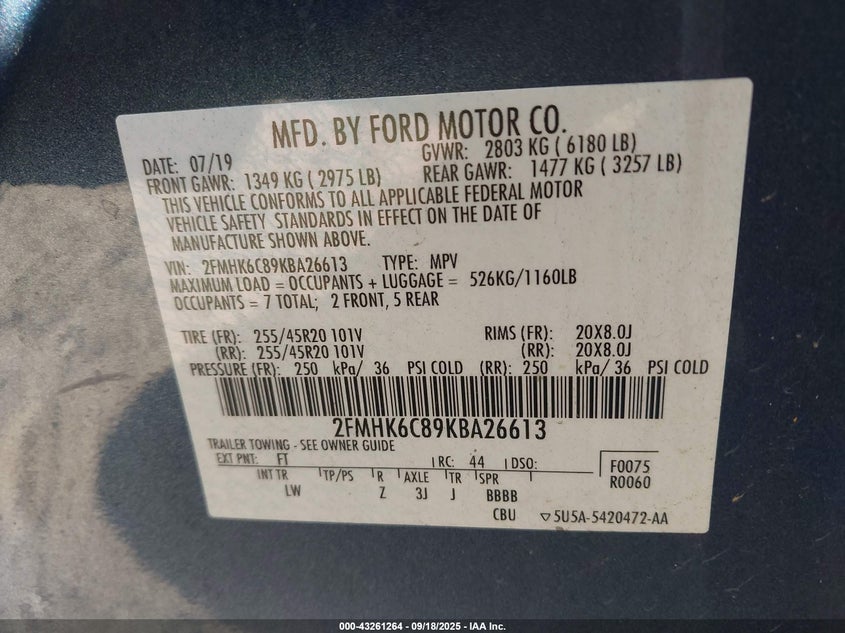 MFD. BY FORD MOTOR CO.
DATE: 07/19 GVWR: 2803 KG ( 6180 LB)
FRONT GAWR: 1349 KG ( 2975 LB) REAR GAWR: 1477 KG ( 3257 LB)
THIS VEHICLE CONFORMS TO ALL APPLICABLE FEDERAL MOTOR
VEHICLE SAFETY STANDARDS IN EFFECT ON THE DATE OF
MANUFACTURE SHOWN ABOVE.
VIN: 2FMHK6C89KBA26613 TYPE: MPV
MAXIMUM LOAD = OCCUPANTS + LUGGAGE = 526KG/1160LB
OCCUPANTS = 7 TOTAL; 2 FRONT, 5 REAR
TIRE (FR): 255/45R20 101V RIMS (FR): 20X8.0J
(RR): 255/45R20 101V (RR): 20X8.0J
PRESSURE (FR): 250 kPa/ 36 PSI COLD (RR): 250 kPa/ 36 PSI COLD
2FMHK6C89KBA26613
TRAILER TOWING - SEE OWNER GUIDE
EXT PNT: FT RC: 44 DSO: F0075
INT TR TP/PS R AXLE TR SPR R0060
LW Z 3J J BBBB
CBU ▽5U5A-5420472-AA
000-43261264 - 09/18/2025 - IAA Inc.